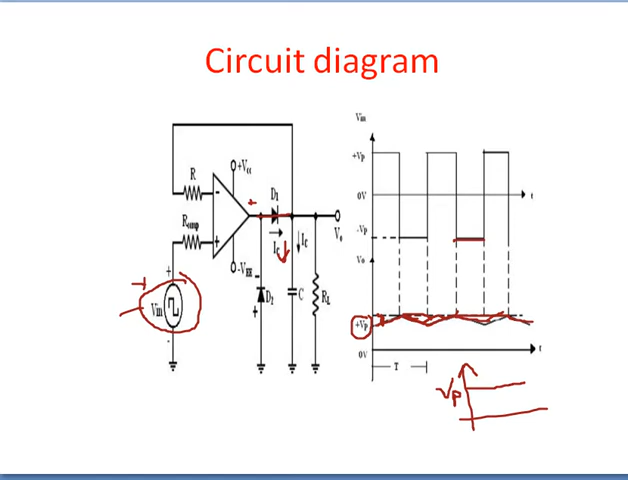 Circuit diagram
Vin
R
+Vcc
D1
+Vp
0V
t
Rcomp
-
+
Vo
Ic
Ic
-Vp
Vo
-VEE
-
+
Vin
-
D2
+
C
RL
+Vp
0V
t
T
Vp